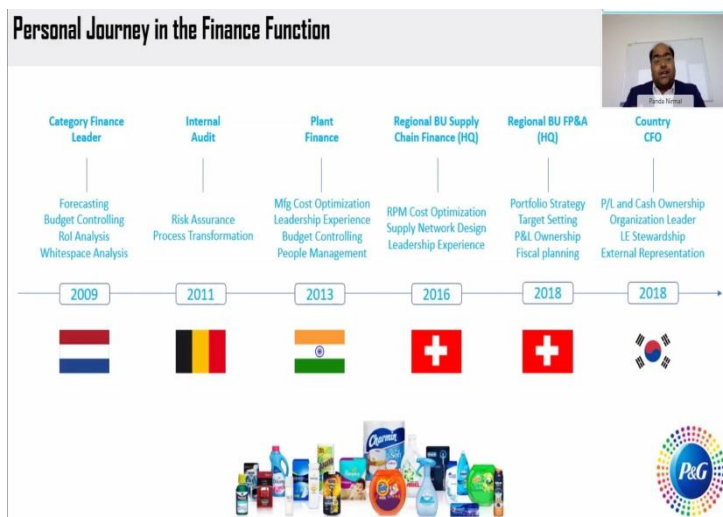 Personal Journey in the Finance Function
Panda Nirmal
Category Finance
Leader
Internal
Audit
Plant
Finance
Regional BU Supply
Chain Finance (HQ)
Regional BU FP&A
(HQ)
Country
CFO
Forecasting
Budget Controlling
RoI Analysis
Whitespace Analysis
Risk Assurance
Process Transformation
Mfg Cost Optimization
Leadership Experience
Budget Controlling
People Management
RPM Cost Optimization
Supply Network Design
Leadership Experience
Portfolio Strategy
Target Setting
P&L Ownership
Fiscal planning
P/L and Cash Ownership
Organization Leader
LE Stewardship
External Representation
2009
2011
2013
2016
2018
2018
Charmin
Tide
P&G